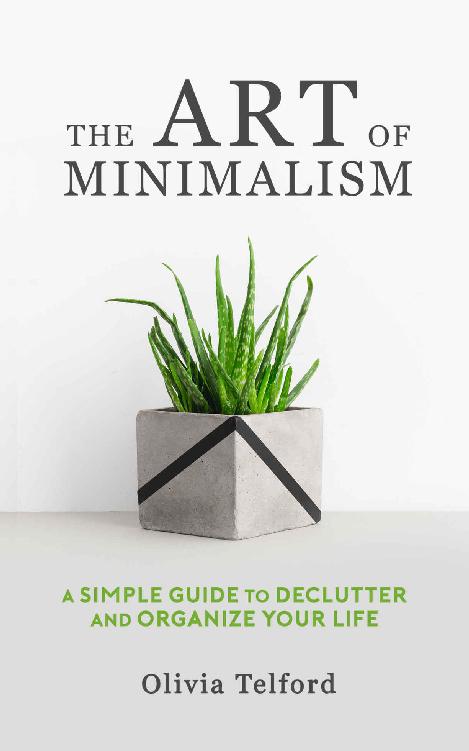 THE ART OF
MINIMALISM
A SIMPLE GUIDE TO DECLUTTER
AND ORGANIZE YOUR LIFE
Olivia Telford